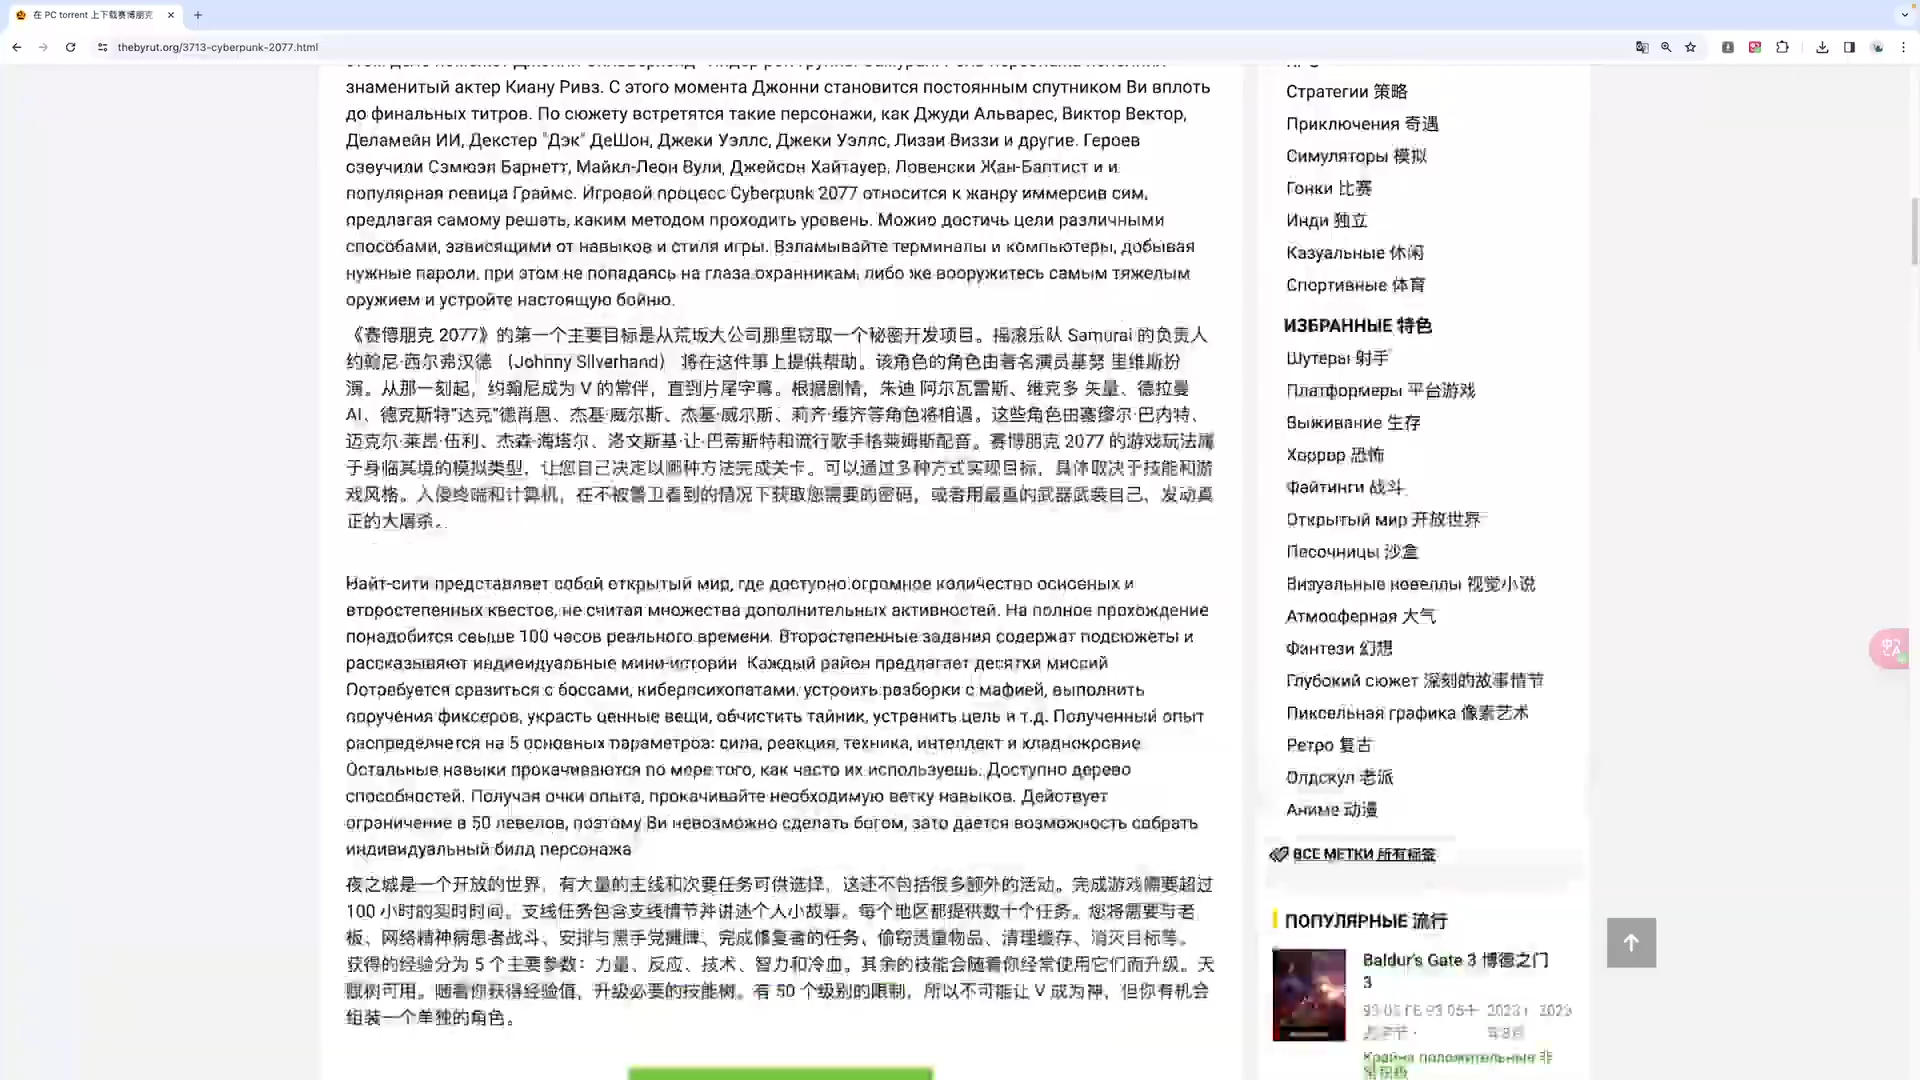 在 PC torrent 上下载赛博朋克
thebyrut.org/3713-cyberpunk-2077.html
знаменитый актер Киану Ривз. С этого момента Джонни становится постоянным спутником Ви вплоть
до финальных титров. По сюжету встретятся такие персонажи, как Джуди Альварес, Виктор Вектор,
Деламейн ИИ, Декстер "Дэк" ДеШон, Джеки Уэллс, Джеки Уэллс, Лиззи Виззи и другие. Героев
озвучили Сэмюэл Барнетт, Майкл-Леон Вули, Джейсон Хайтауер, Ловенски Жан-Баптист и и
популярная певица Граймс. Игровой процесс Cyberpunk 2077 относится к жанру иммерсив сим,
предлагая самому решать, каким методом проходить уровень. Можно достичь цели различными
способами, зависящими от навыков и стиля игры. Взламывайте терминалы и компьютеры, добывая
нужные пароли, при этом не попадаясь на глаза охранникам, либо же вооружитесь самым тяжелым
оружием и устройте настоящую бойню.
《赛博朋克 2077》的第一个主要目标是从荒坂大公司那里窃取一个秘密开发项目。摇滚乐队 Samurai 的负责人
约翰尼·西尔弗汉德 （Johnny Silverhand） 将在这件事上提供帮助。该角色的角色由著名演员基努 里维斯扮
演。从那一刻起，约翰尼成为 V 的常伴，直到片尾字幕。根据剧情，朱迪 阿尔瓦雷斯、维克多 矢量、德拉曼
AI、德克斯特"达克"德肖恩、杰基·威尔斯、杰基·威尔斯、莉齐·维齐等角色将相遇。这些角色由塞缪尔·巴内特、
迈克尔·莱昂·伍利、杰森·海塔尔、洛文斯基·让·巴蒂斯特和流行歌手格莱姆斯配音。赛博朋克 2077 的游戏玩法属
于身临其境的模拟类型，让您自己决定以哪种方法完成关卡。可以通过多种方式实现目标，具体取决于技能和游
戏风格。入侵终端和计算机，在不被警卫看到的情况下获取您需要的密码，或者用最重的武器武装自己、发动真
正的大屠杀。
Найт-сити представляет собой открытый мир, где доступно огромное количество основных и
второстепенных квестов, не считая множества дополнительных активностей. На полное прохождение
понадобится свыше 100 часов реального времени. Второстепенные задания содержат подсюжеты и
рассказывают индивидуальные мини-истории. Каждый район предлагает десятки миссий.
Потребуется сразиться с боссами, киберпсихопатами, устроить разборки с мафией, выполнить
поручения фиксеров, украсть ценные вещи, обчистить тайник, устранить цель и т.д. Полученный опыт
распределяется на 5 основных параметров: сила, реакция, техника, интеллект и хладнокровие.
Остальные навыки прокачиваются по мере того, как часто их используешь. Доступно дерево
способностей. Получая очки опыта, прокачивайте необходимую ветку навыков. Действует
ограничение в 50 левелов, поэтому Ви невозможно сделать богом, зато дается возможность собрать
индивидуальный билд персонажа
夜之城是一个开放的世界，有大量的主线和次要任务可供选择，这还不包括很多额外的活动。完成游戏需要超过
100 小时的实时时间。支线任务包含支线情节并讲述个人小故事。每个地区都提供数十个任务。您将需要与老
板、网络精神病患者战斗、安排与黑手党摊牌、完成修复者的任务、偷窃贵重物品、清理缓存、消灭目标等。
获得的经验分为 5 个主要参数：力量、反应、技术、智力和冷血。其余的技能会随着你经常使用它们而升级。天
赋树可用。随着你获得经验值，升级必要的技能树。有 50 个级别的限制，所以不可能让 V 成为神，但你有机会
组装一个单独的角色。
Стратегии 策略
Приключения 奇遇
Симуляторы 模拟
Гонки 比赛
Инди 独立
Казуальные 休闲
Спортивные 体育
ИЗБРАННЫЕ 特色
Шутеры 射手
Платформеры 平台游戏
Выживание 生存
Хоррор 恐怖
Файтинги 战斗
Открытый мир 开放世界
Песочницы 沙盒
Визуальные новеллы 视觉小说
Атмосферная 大气
Фантези 幻想
Глубокий сюжет 深刻的故事情节
Пиксельная графика 像素艺术
Ретро 复古
Олдскул 老派
Аниме 动漫
ВСЕ МЕТКИ 所有标签
ПОПУЛЯРНЫЕ 流行
Baldur's Gate 3 博德之门
3
Крайне положительные 非